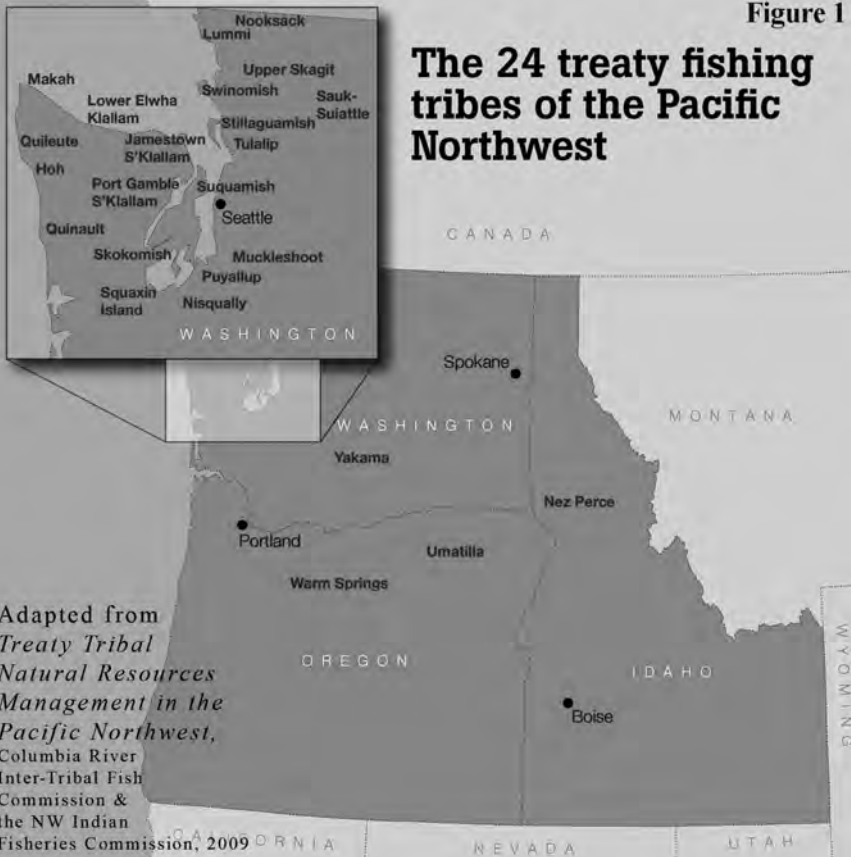 Figure 1
The 24 treaty fishing
tribes of the Pacific
Northwest
Nooksack
Lummi
Upper Skagit
Makah
Swinomish
Sauk-
Suiattle
Lower Elwha
Klallam
Stillaguamish
Quileute
Jamestown
S'Klallam
Tulalip
Hoh
Port Gamble
S'Klallam
Suquamish
Seattle
Quinault
Skokomish
Muckleshoot
Puyallup
Squaxin
Island
Nisqually
WASHINGTON
CANADA
Spokane
MONTANA
WASHINGTON
Yakama
Nez Perce
Portland
Umatilla
Warm Springs
OREGON
IDAHO
WYOMING
Boise
Adapted from
Treaty Tribal
Natural Resources
Management in the
Pacific Northwest,
Columbia River
Inter-Tribal Fish
Commission &
the NW Indian
Fisheries Commission, 2009
CALIFORNIA
NEVADA
UTAH